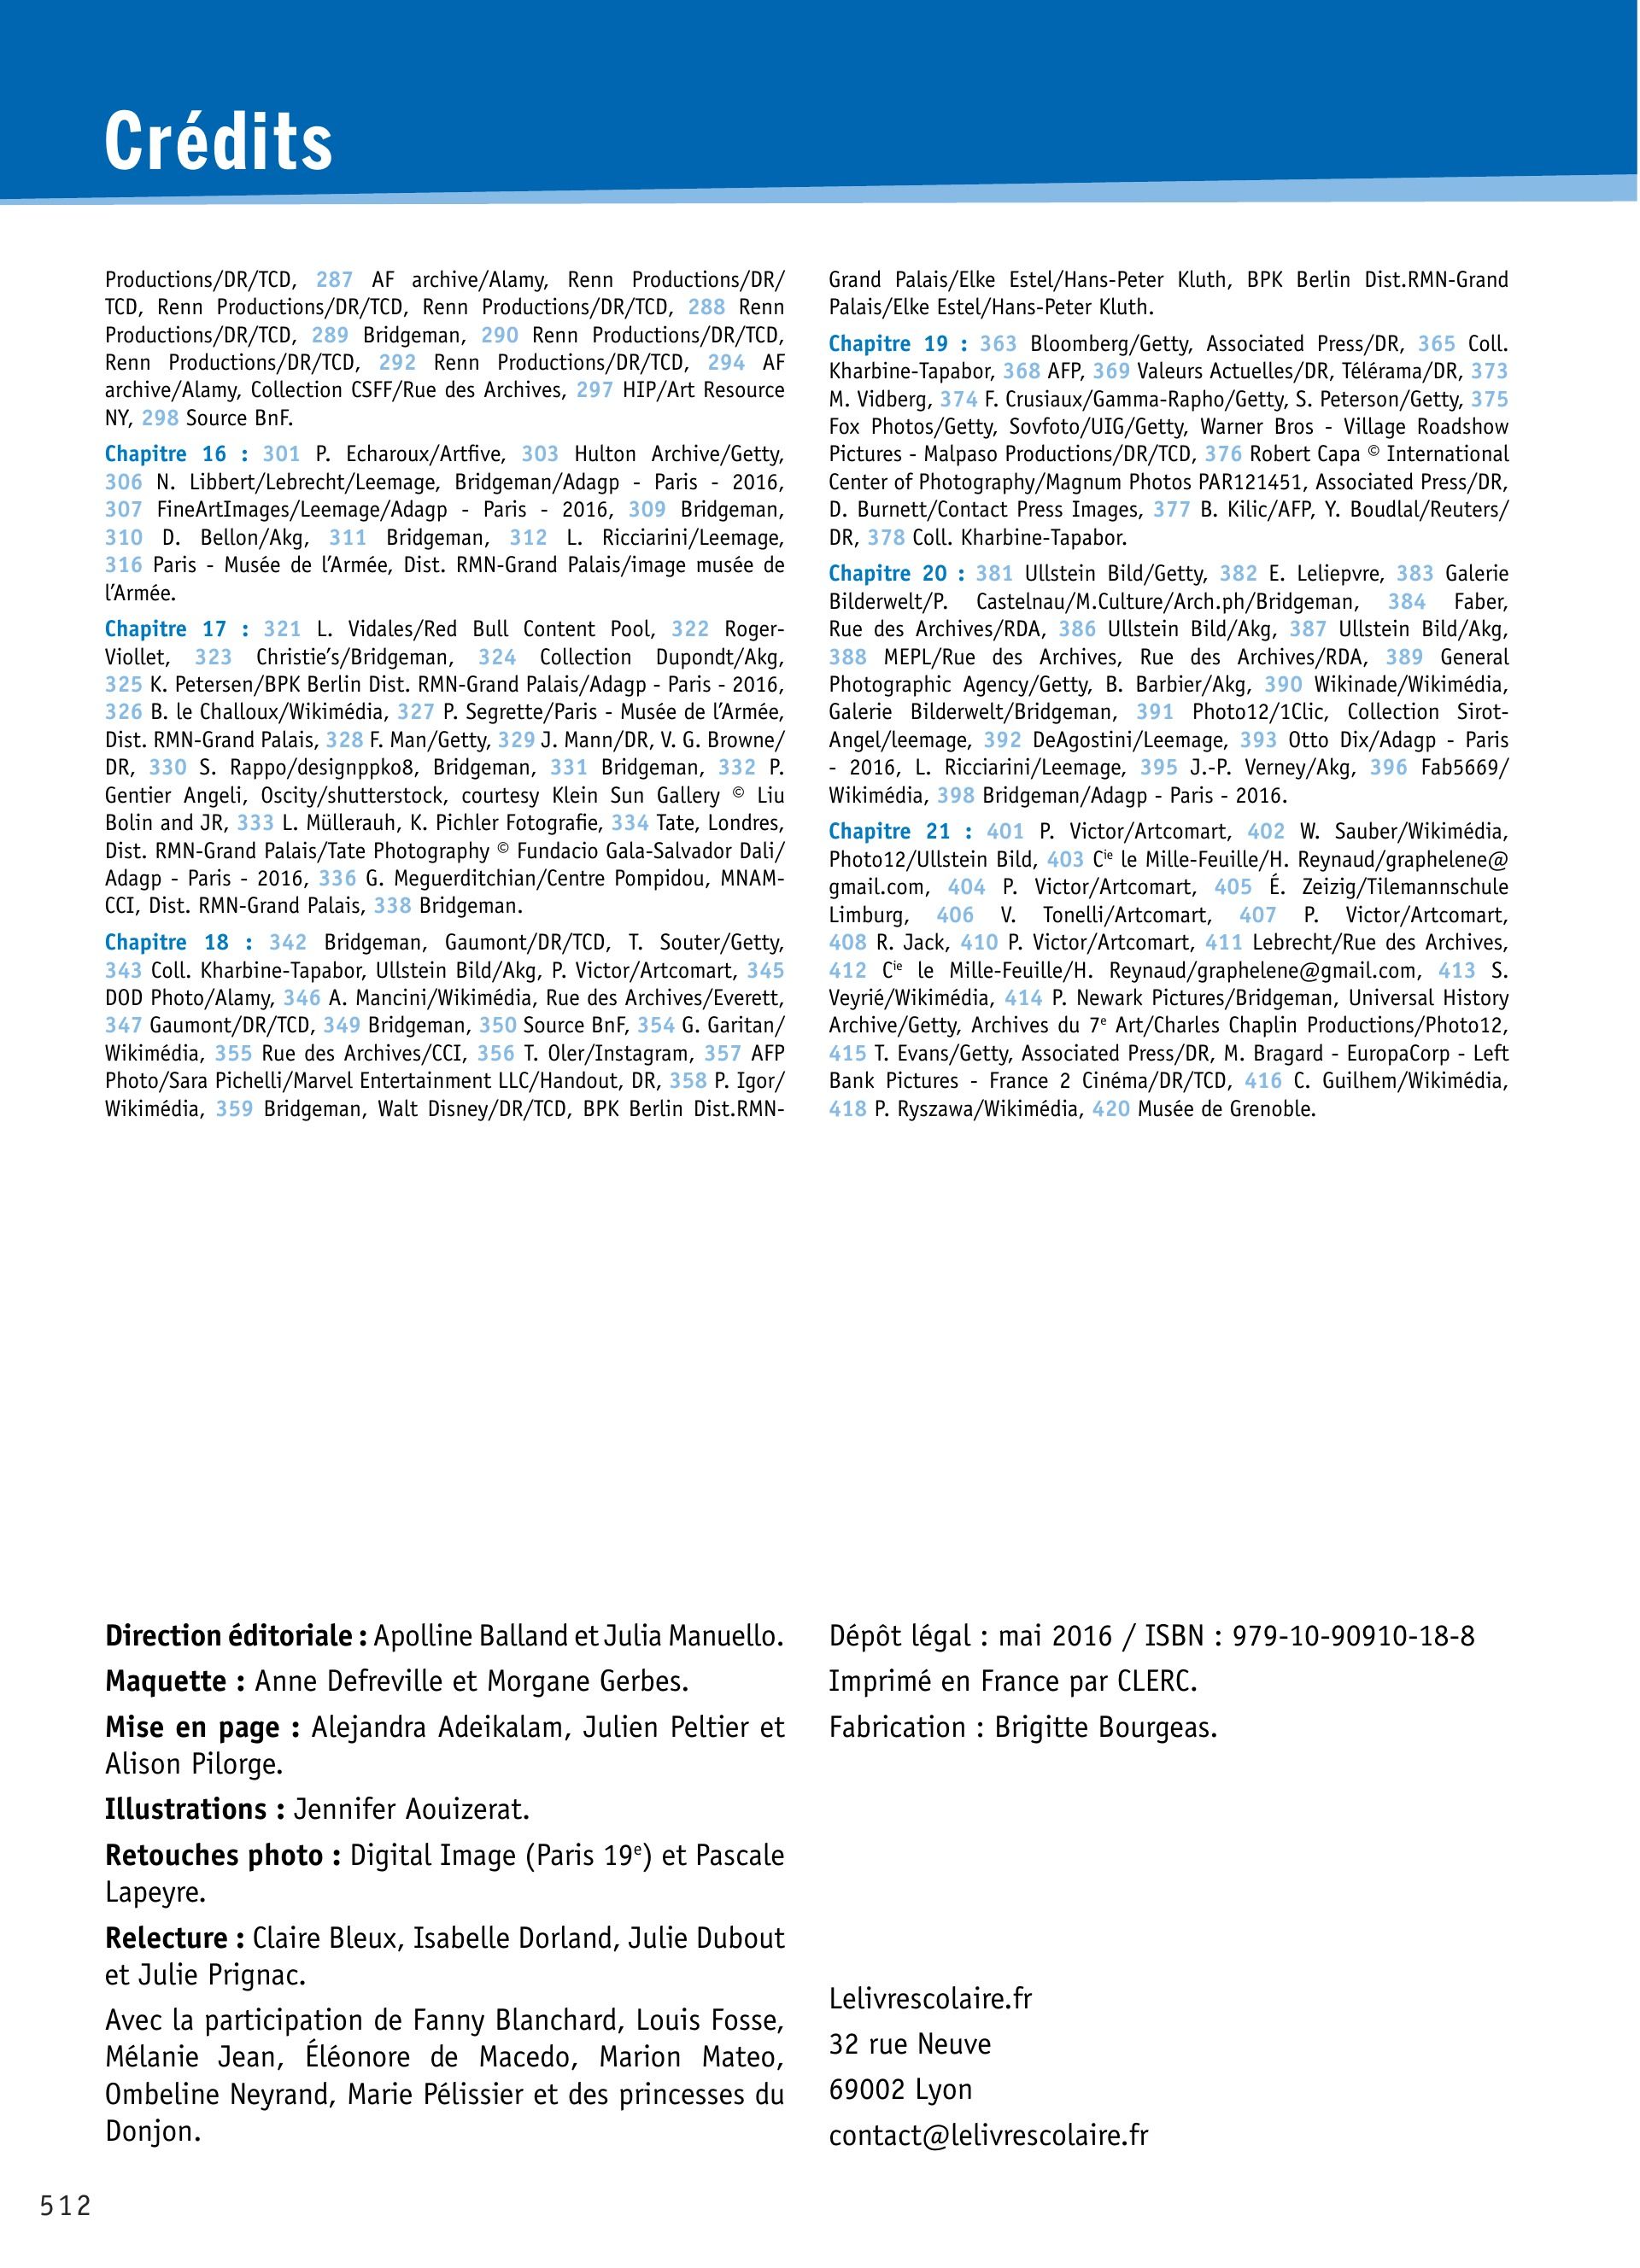 Crédits
Productions/DR/TCD, 287 AF archive/Alamy, Renn Productions/DR/
TCD, Renn Productions/DR/TCD, Renn Productions/DR/TCD, 288 Renn
Productions/DR/TCD, 289 Bridgeman, 290 Renn Productions/DR/TCD,
Renn Productions/DR/TCD, 292 Renn Productions/DR/TCD, 294 AF
archive/Alamy, Collection CSFF/Rue des Archives, 297 HIP/Art Resource
NY, 298 Source BnF.
Chapitre 16 : 301 P. Echaroux/Artfive, 303 Hulton Archive/Getty,
306 N. Libbert/Lebrecht/Leemage, Bridgeman/Adagp - Paris - 2016,
307 FineArtImages/Leemage/Adagp - Paris - 2016, 309 Bridgeman,
310 D. Bellon/Akg, 311 Bridgeman, 312 L. Ricciarini/Leemage,
316 Paris - Musée de l’Armée, Dist. RMN-Grand Palais/image musée de
l’Armée.
Chapitre 17 : 321 L. Vidales/Red Bull Content Pool, 322 Roger-
Viollet, 323 Christie’s/Bridgeman, 324 Collection Dupondt/Akg,
325 K. Petersen/BPK Berlin Dist. RMN-Grand Palais/Adagp - Paris - 2016,
326 B. le Challoux/Wikimédia, 327 P. Segrette/Paris - Musée de l’Armée,
Dist. RMN-Grand Palais, 328 F. Man/Getty, 329 J. Mann/DR, V. G. Browne/
DR, 330 S. Rappo/designppko8, Bridgeman, 331 Bridgeman, 332 P.
Gentier Angeli, Oscity/shutterstock, courtesy Klein Sun Gallery © Liu
Bolin and JR, 333 L. Müllerauh, K. Pichler Fotografie, 334 Tate, Londres,
Dist. RMN-Grand Palais/Tate Photography © Fundacio Gala-Salvador Dali/
Adagp - Paris - 2016, 336 G. Meguerditchian/Centre Pompidou, MNAM-
CCI, Dist. RMN-Grand Palais, 338 Bridgeman.
Chapitre 18 : 342 Bridgeman, Gaumont/DR/TCD, T. Souter/Getty,
343 Coll. Kharbine-Tapabor, Ullstein Bild/Akg, P. Victor/Artcomart, 345
DOD Photo/Alamy, 346 A. Mancini/Wikimédia, Rue des Archives/Everett,
347 Gaumont/DR/TCD, 349 Bridgeman, 350 Source BnF, 354 G. Garitan/
Wikimédia, 355 Rue des Archives/CCI, 356 T. Oler/Instagram, 357 AFP
Photo/Sara Pichelli/Marvel Entertainment LLC/Handout, DR, 358 P. Igor/
Wikimédia, 359 Bridgeman, Walt Disney/DR/TCD, BPK Berlin Dist.RMN-
Grand Palais/Elke Estel/Hans-Peter Kluth, BPK Berlin Dist.RMN-Grand
Palais/Elke Estel/Hans-Peter Kluth.
Chapitre 19 : 363 Bloomberg/Getty, Associated Press/DR, 365 Coll.
Kharbine-Tapabor, 368 AFP, 369 Valeurs Actuelles/DR, Télérama/DR, 373
M. Vidberg, 374 F. Crusiaux/Gamma-Rapho/Getty, S. Peterson/Getty, 375
Fox Photos/Getty, Sovfoto/UIG/Getty, Warner Bros - Village Roadshow
Pictures - Malpaso Productions/DR/TCD, 376 Robert Capa © International
Center of Photography/Magnum Photos PAR121451, Associated Press/DR,
D. Burnett/Contact Press Images, 377 B. Kilic/AFP, Y. Boudlal/Reuters/
DR, 378 Coll. Kharbine-Tapabor.
Chapitre 20 : 381 Ullstein Bild/Getty, 382 E. Leliepvre, 383 Galerie
Bilderwelt/P. Castelnau/M.Culture/Arch.ph/Bridgeman, 384 Faber,
Rue des Archives/RDA, 386 Ullstein Bild/Akg, 387 Ullstein Bild/Akg,
388 MEPL/Rue des Archives, Rue des Archives/RDA, 389 General
Photographic Agency/Getty, B. Barbier/Akg, 390 Wikinade/Wikimédia,
Galerie Bilderwelt/Bridgeman, 391 Photo12/1Clic, Collection Sirot-
Angel/leemage, 392 DeAgostini/Leemage, 393 Otto Dix/Adagp - Paris
- 2016, L. Ricciarini/Leemage, 395 J.-P. Verney/Akg, 396 Fab5669/
Wikimédia, 398 Bridgeman/Adagp - Paris - 2016.
Chapitre 21 : 401 P. Victor/Artcomart, 402 W. Sauber/Wikimédia,
Photo12/Ullstein Bild, 403 Cie le Mille-Feuille/H. Reynaud/graphelene@
gmail.com, 404 P. Victor/Artcomart, 405 É. Zeizig/Tilemannschule
Limburg, 406 V. Tonelli/Artcomart, 407 P. Victor/Artcomart,
408 R. Jack, 410 P. Victor/Artcomart, 411 Lebrecht/Rue des Archives,
412 Cie le Mille-Feuille/H. Reynaud/graphelene@gmail.com, 413 S.
Veyrié/Wikimédia, 414 P. Newark Pictures/Bridgeman, Universal History
Archive/Getty, Archives du 7e Art/Charles Chaplin Productions/Photo12,
415 T. Evans/Getty, Associated Press/DR, M. Bragard - EuropaCorp - Left
Bank Pictures - France 2 Cinéma/DR/TCD, 416 C. Guilhem/Wikimédia,
418 P. Ryszawa/Wikimédia, 420 Musée de Grenoble.
Direction éditoriale : Apolline Balland et Julia Manuello.
Maquette : Anne Defreville et Morgane Gerbes.
Mise en page : Alejandra Adeikalam, Julien Peltier et
Alison Pilorge.
Illustrations : Jennifer Aouizerat.
Retouches photo : Digital Image (Paris 19e) et Pascale
Lapeyre.
Relecture : Claire Bleux, Isabelle Dorland, Julie Dubout
et Julie Prignac.
Avec la participation de Fanny Blanchard, Louis Fosse,
Mélanie Jean, Éléonore de Macedo, Marion Mateo,
Ombeline Neyrand, Marie Pélissier et des princesses du
Donjon.
Dépôt légal : mai 2016 / ISBN : 979-10-90910-18-8
Imprimé en France par CLERC.
Fabrication : Brigitte Bourgeas.
Lelivrescolaire.fr
32 rue Neuve
69002 Lyon
contact@lelivrescolaire.fr
512